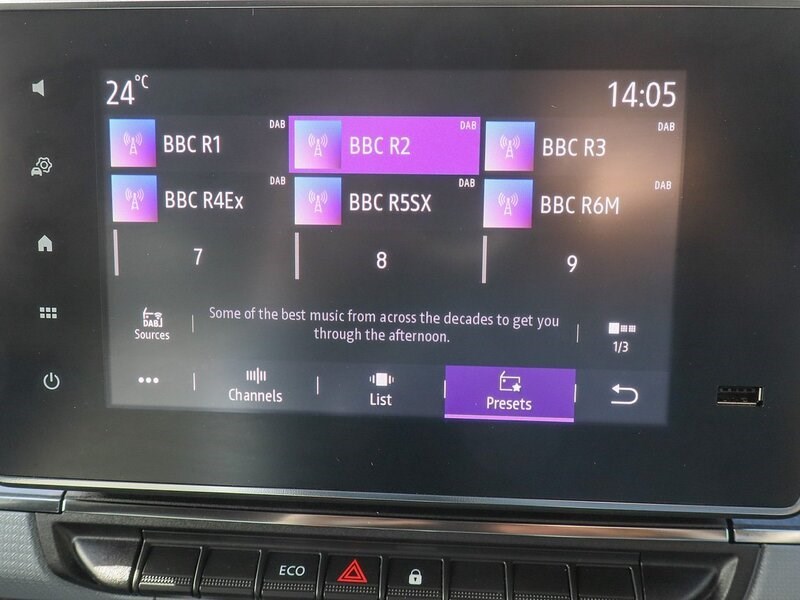 24°C
14:05
BBC R1 DAB
BBC R2 DAB
BBC R3 DAB
BBC R4Ex DAB
BBC R5SX DAB
BBC R6M DAB
7
8
9
DAB
Sources
Some of the best music from across the decades to get you
through the afternoon.
1/3
Channels
List
Presets
ECO